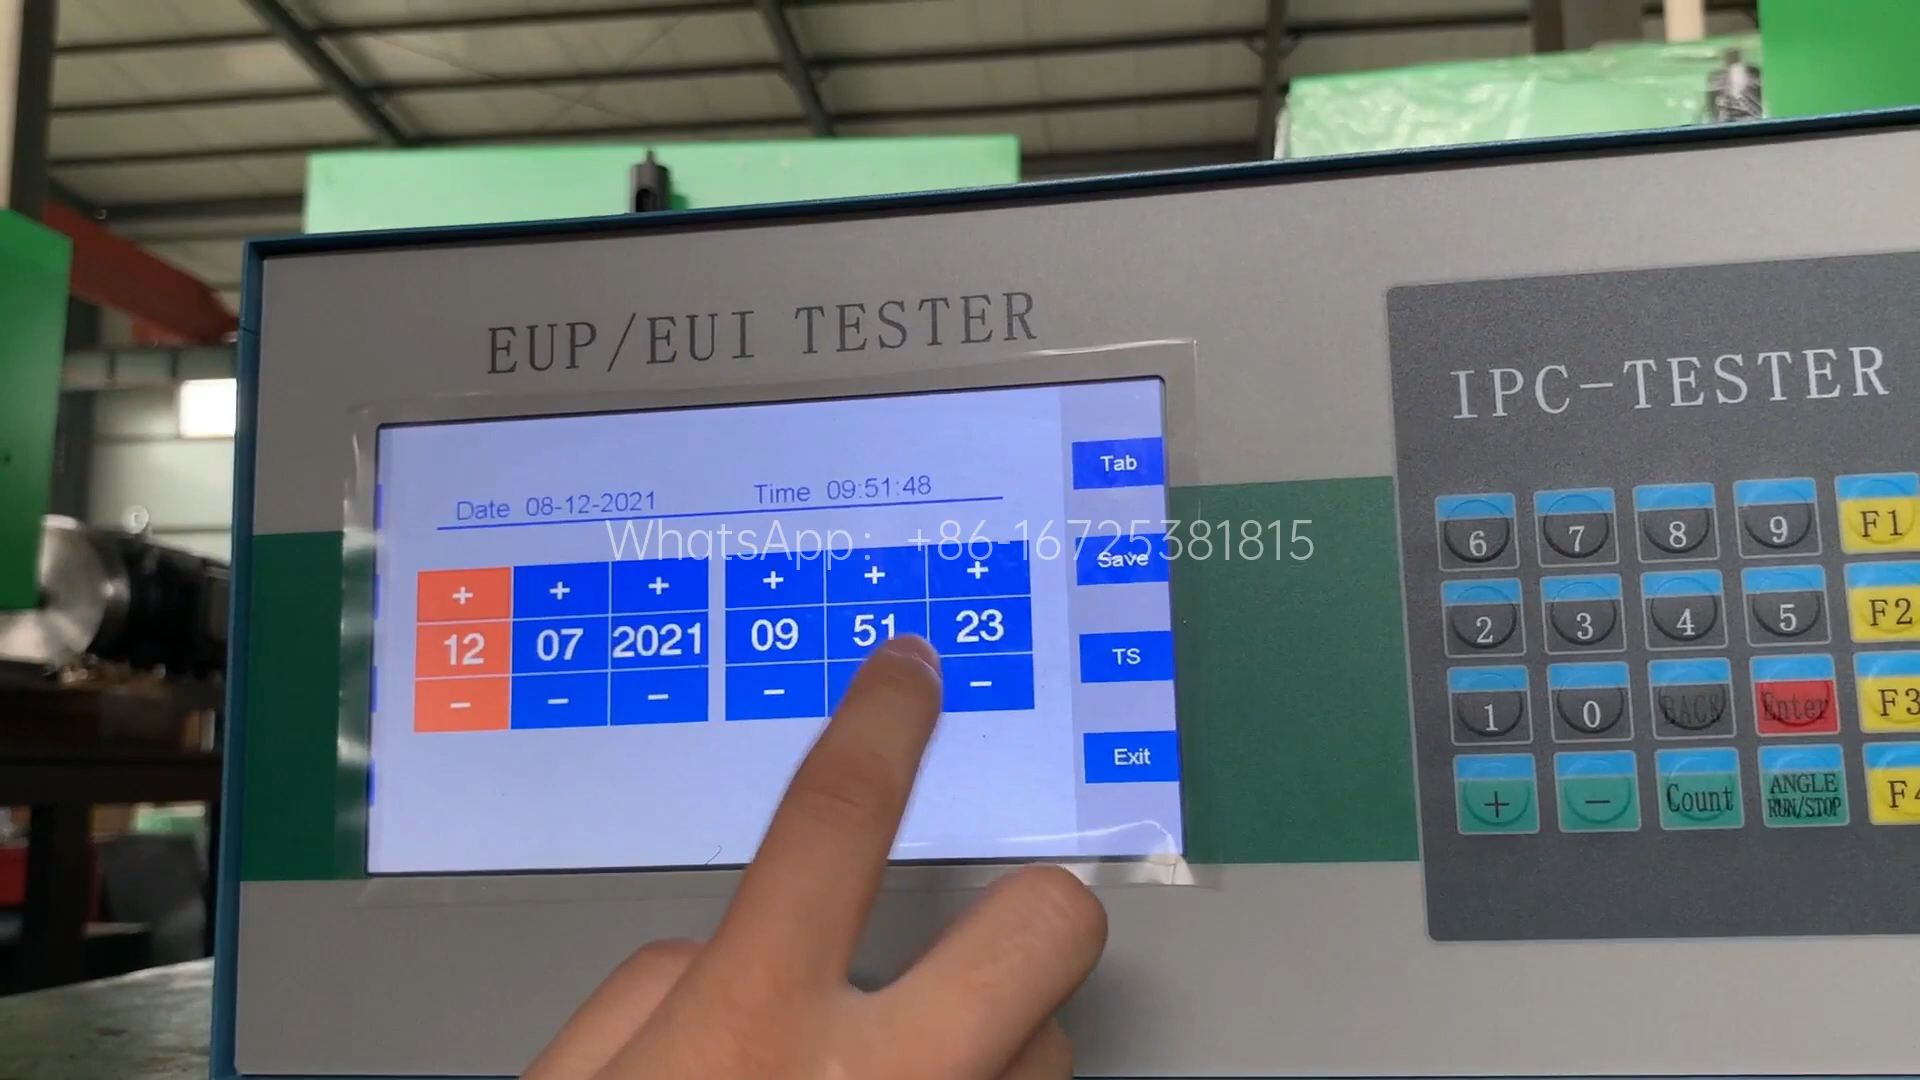 EUP/EUI TESTER
IPC-TESTER
Date 08-12-2021 Time 09:51:48
WhatsApp: +86-16725381815
+ + + + + +
12 07 2021 09 51 23
− − − − −
Tab
Save
TS
Exit
6 7 8 9 F1
2 3 4 5 F2
1 0 BACK Enter F3
+ − Count ANGLE RUN/STOP F4